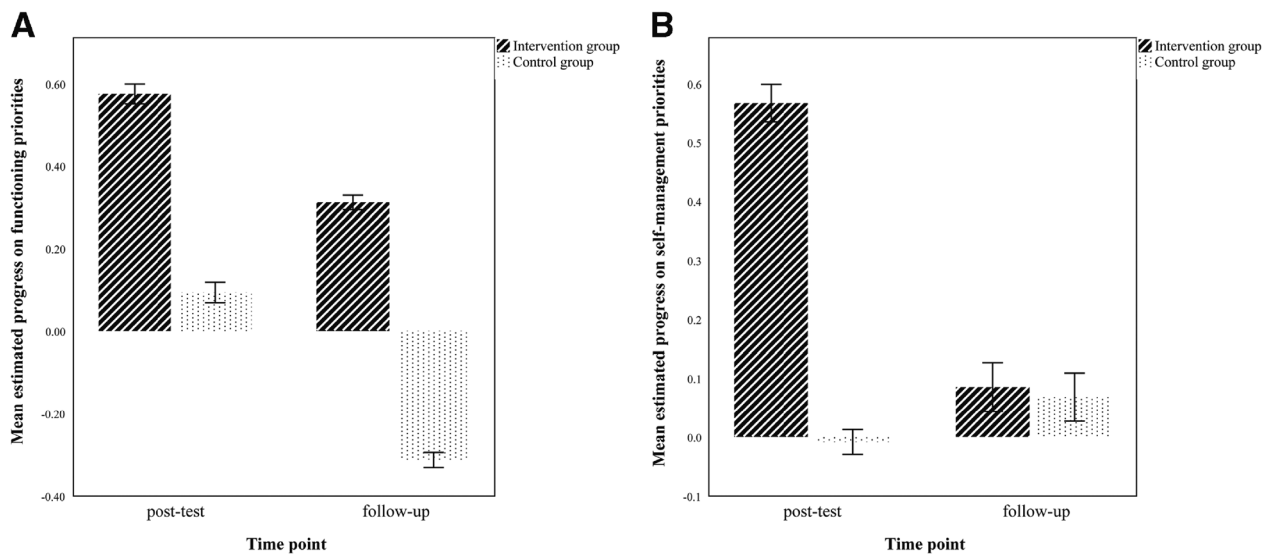 A
Mean estimated progress on functioning priorities
0.60
0.40
0.20
0.00
-0.20
-0.40
post-test
follow-up
Time point
Intervention group
Control group
B
Mean estimated progress on self-management priorities
0.6
0.5
0.4
0.3
0.2
0.1
0.0
-0.1
post-test
follow-up
Time point
Intervention group
Control group